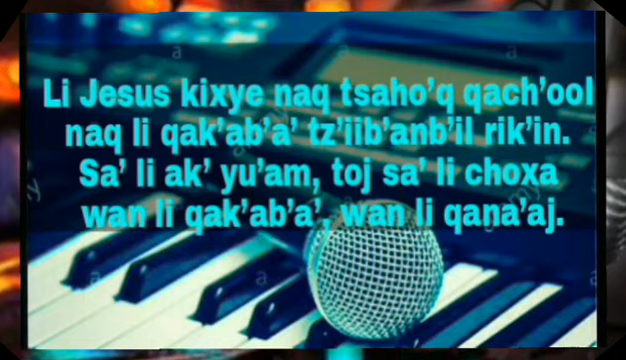 Li Jesus kixye naq tsaho'q qach'ool
naq li qak'ab'a' tz'iib'anb'il rik'in.
Sa' li ak' yu'am, toj sa' li choxa
wan li qak'ab'a', wan li qana'aj.